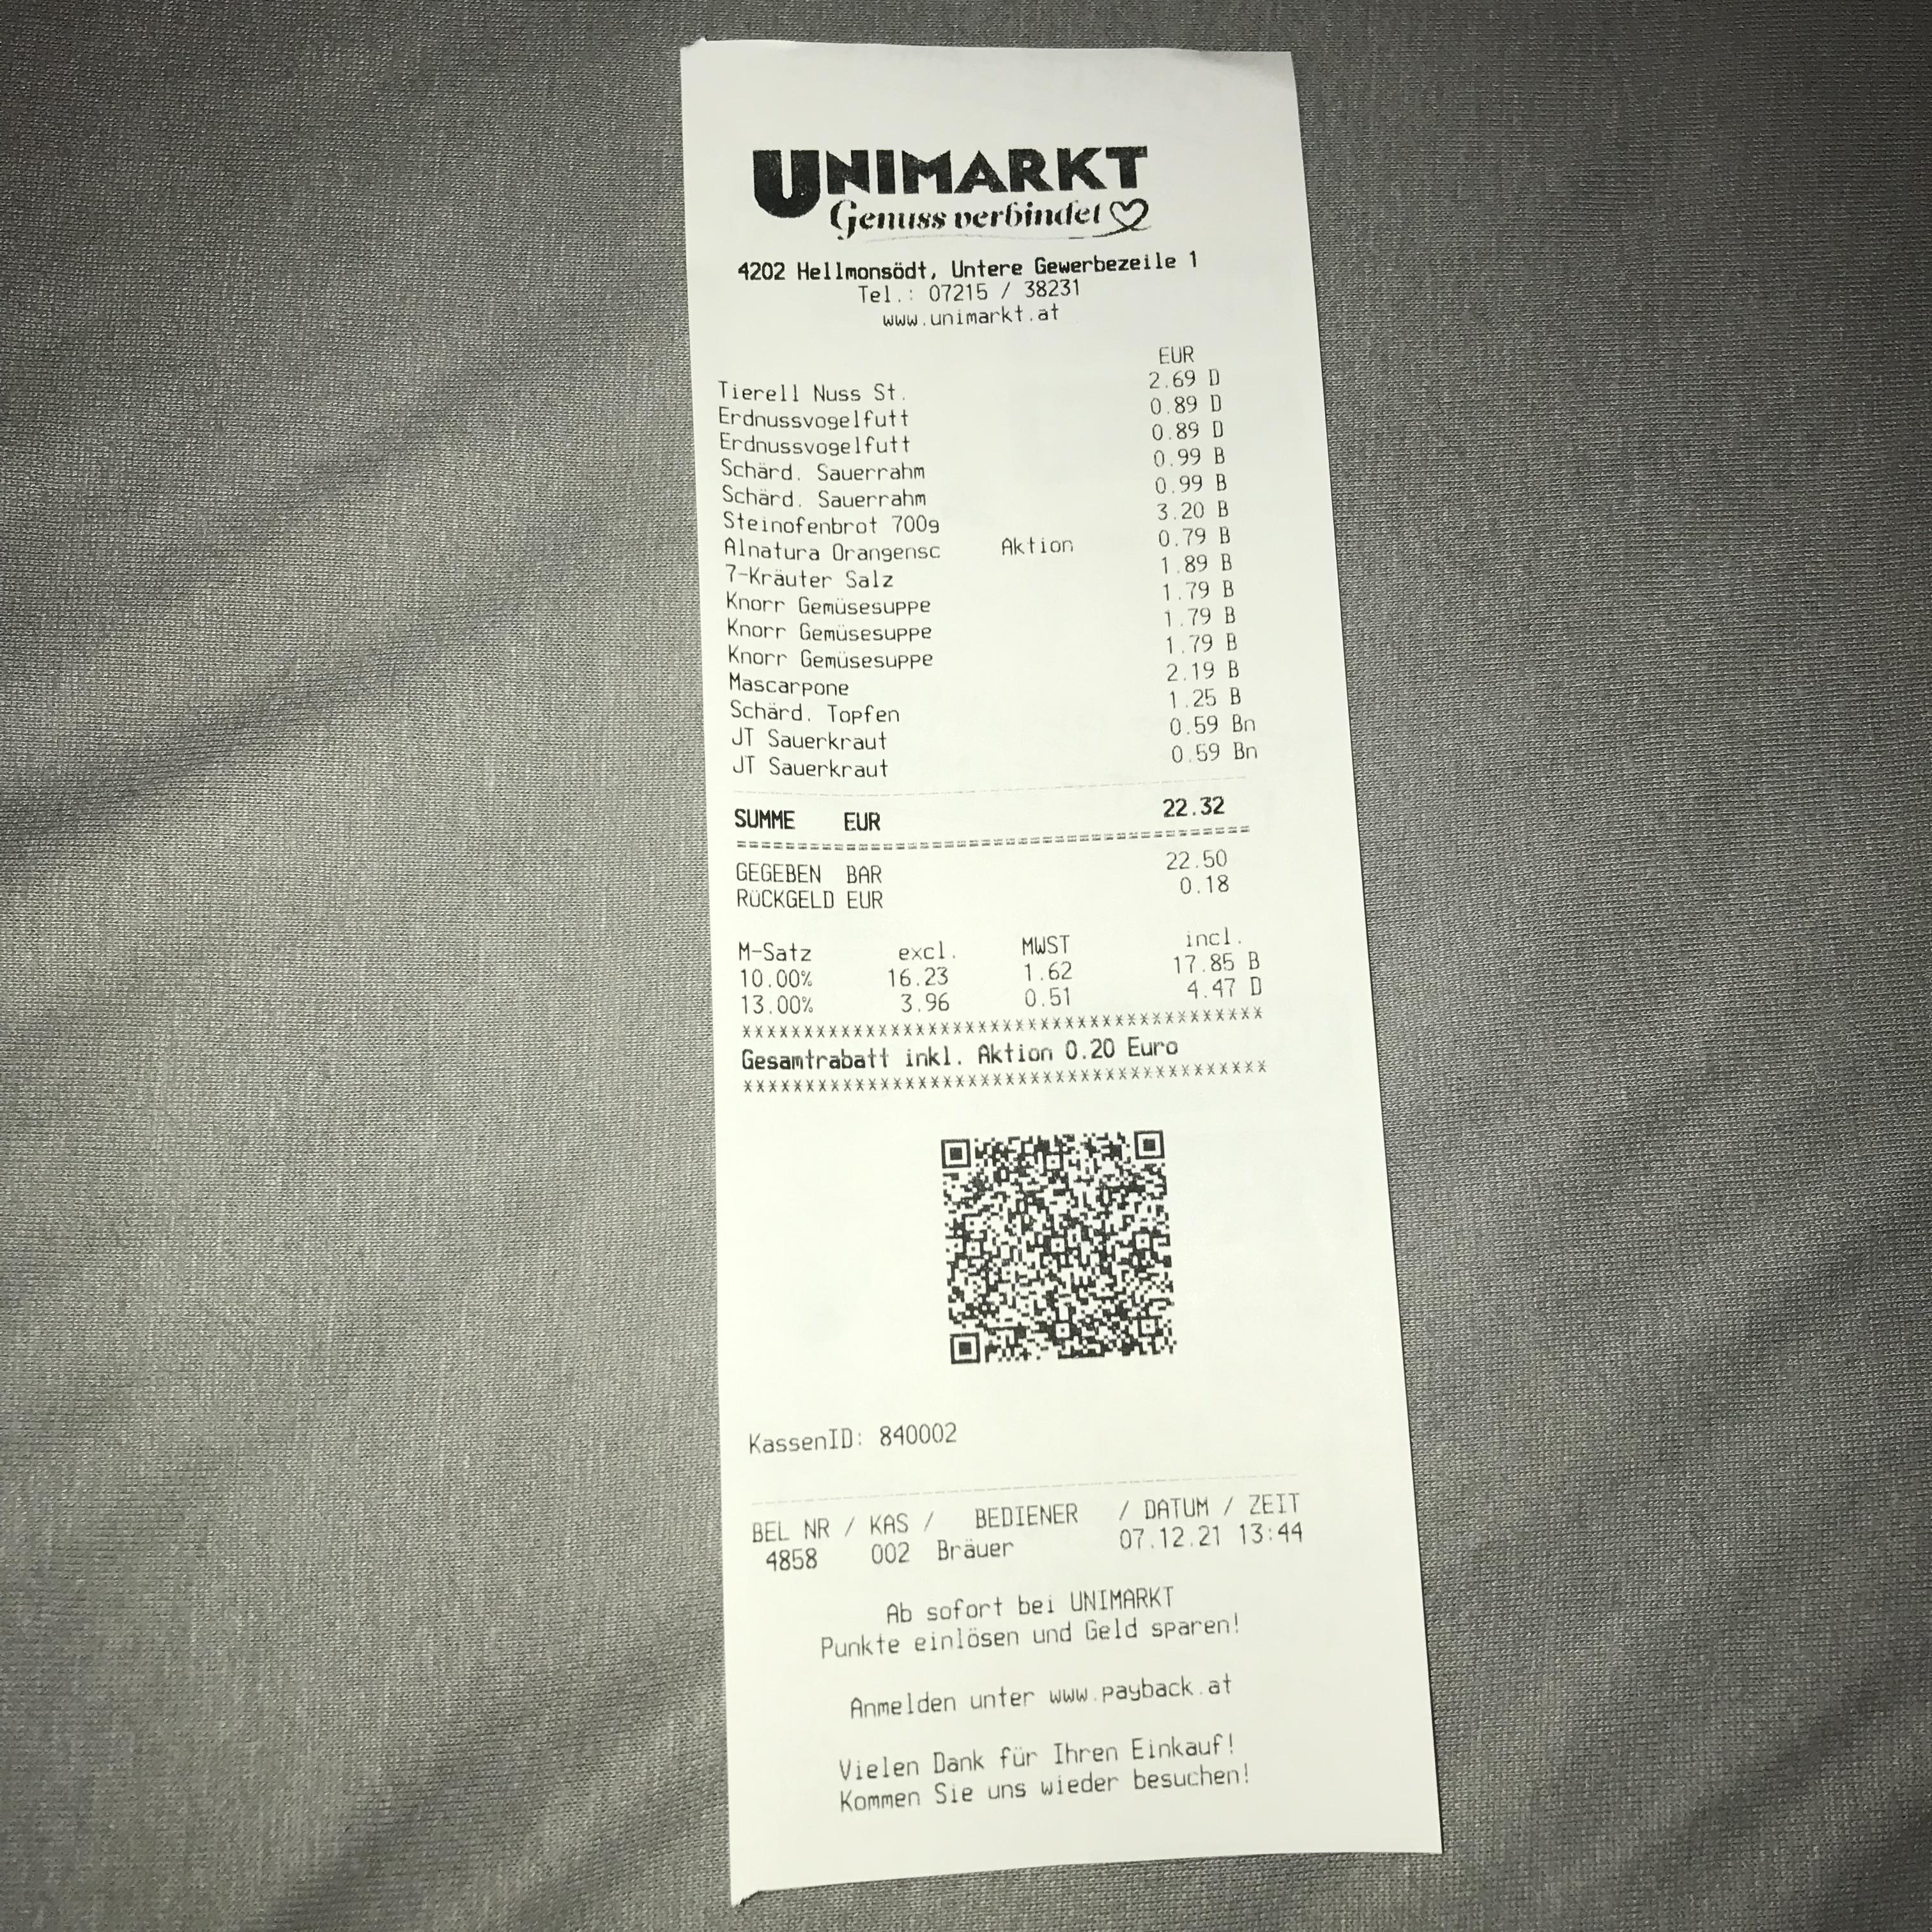 UNIMARKT
Genuss verbindet
4202 Hellmonsödt, Untere Gewerbezeile 1
Tel.: 07215 / 38231
www.unimarkt.at
EUR
Tierell Nuss St. 2.69 D
Erdnussvogelfutt 0.89 D
Erdnussvogelfutt 0.89 D
Schärd. Sauerrahm 0.99 B
Schärd. Sauerrahm 0.99 B
Steinofenbrot 700g 3.20 B
Alnatura Orangensc Aktion 0.79 B
7-Kräuter Salz 1.89 B
Knorr Gemüsesuppe 1.79 B
Knorr Gemüsesuppe 1.79 B
Knorr Gemüsesuppe 1.79 B
Mascarpone 2.19 B
Schärd. Topfen 1.25 B
JT Sauerkraut 0.59 Bn
JT Sauerkraut 0.59 Bn
SUMME EUR 22.32
===========================================
GEGEBEN BAR 22.50
RÜCKGELD EUR 0.18
M-Satz excl. MWST incl.
10.00% 16.23 1.62 17.85 B
13.00% 3.96 0.51 4.47 D
*******************************************
Gesamtrabatt inkl. Aktion 0.20 Euro
*******************************************
KassenID: 840002
BEL NR / KAS / BEDIENER / DATUM / ZEIT
4858 002 Bräuer 07.12.21 13:44
Ab sofort bei UNIMARKT
Punkte einlösen und Geld sparen!
Anmelden unter www.payback.at
Vielen Dank für Ihren Einkauf!
Kommen Sie uns wieder besuchen!